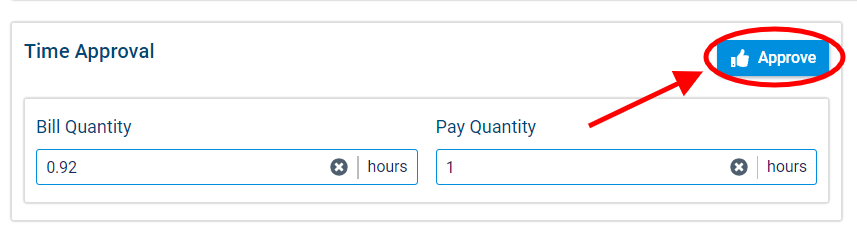 Time Approval
Approve
Bill Quantity
Pay Quantity
0.92 hours
1 hours